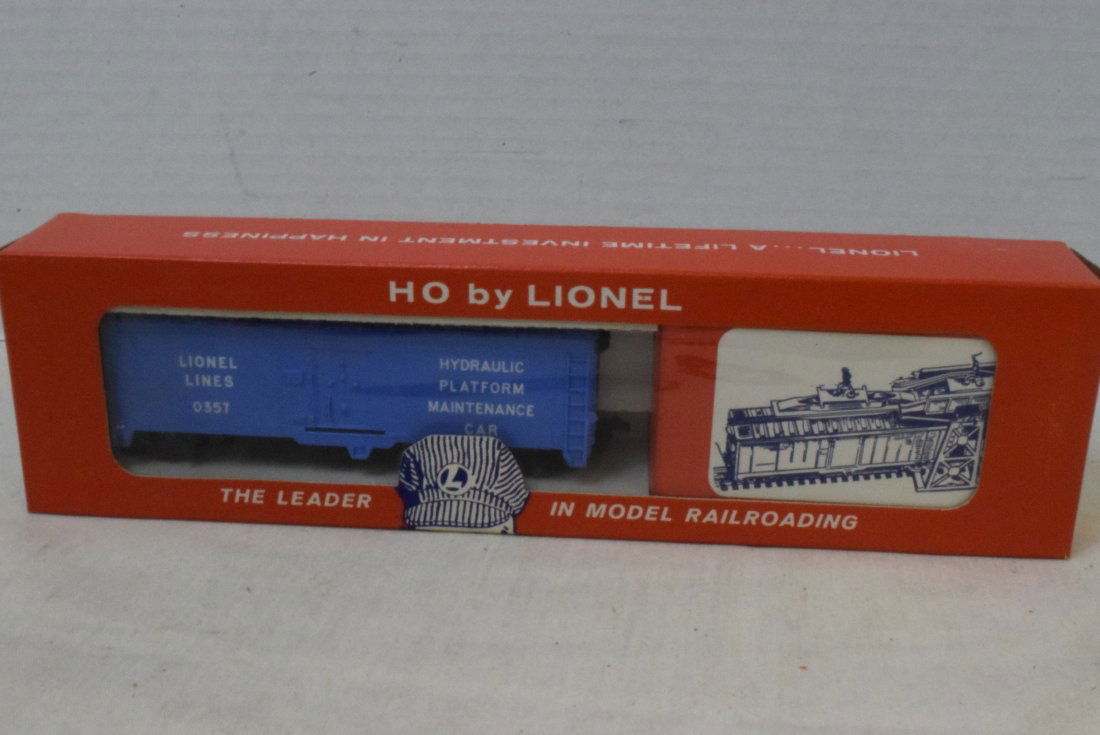 LIONEL....A LIFETIME INVESTMENT IN HAPPINESS
HO by LIONEL
LIONEL
LINES
0357
HYDRAULIC
PLATFORM
MAINTENANCE
CAR
L
THE LEADER
IN MODEL RAILROADING